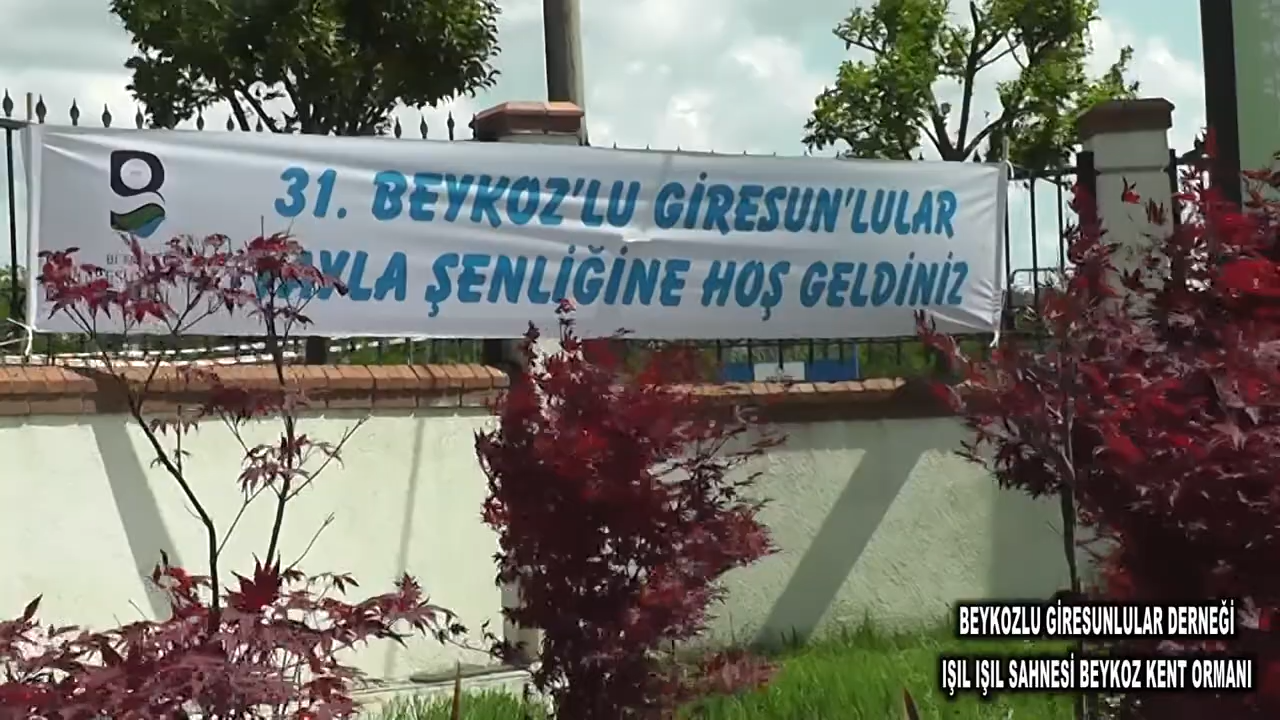 31. BEYKOZ'LU GİRESUN'LULAR
YAYLA ŞENLİĞİNE HOŞ GELDİNİZ
BEYKOZLU GİRESUNLULAR DERNEĞİ
IŞIL IŞIL SAHNESİ BEYKOZ KENT ORMANI